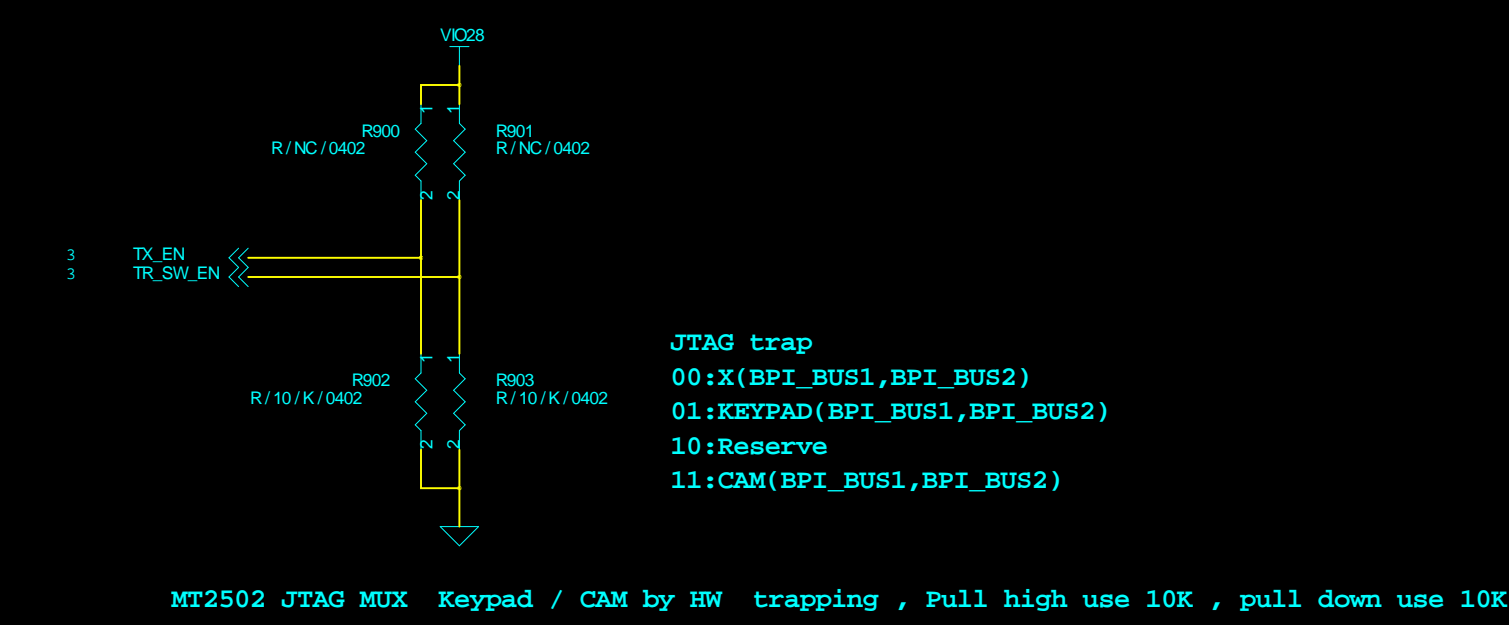 VIO28
1 1
R900 R901
R/NC/0402 R/NC/0402
2 2
3 TX_EN
3 TR_SW_EN
JTAG trap
1 1
R902 R903
R/10/K/0402 R/10/K/0402
2 2
00:X(BPI_BUS1,BPI_BUS2)
01:KEYPAD(BPI_BUS1,BPI_BUS2)
10:Reserve
11:CAM(BPI_BUS1,BPI_BUS2)
MT2502 JTAG MUX Keypad / CAM by HW trapping , Pull high use 10K , pull down use 10K